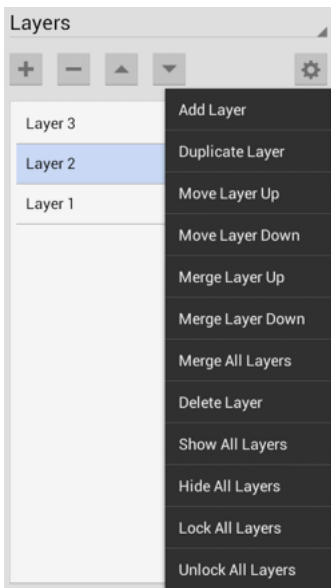 Layers
Layer 3
Layer 2
Layer 1
Add Layer
Duplicate Layer
Move Layer Up
Move Layer Down
Merge Layer Up
Merge Layer Down
Merge All Layers
Delete Layer
Show All Layers
Hide All Layers
Lock All Layers
Unlock All Layers